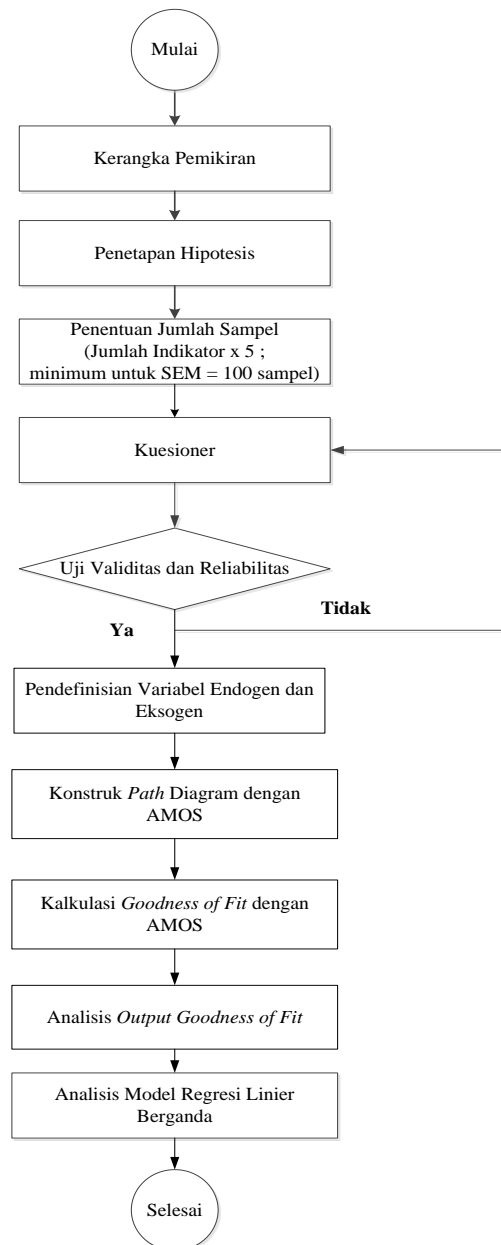 Mulai
Kerangka Pemikiran
Penetapan Hipotesis
Penentuan Jumlah Sampel
(Jumlah Indikator x 5 ;
minimum untuk SEM = 100 sampel)
Kuesioner
Uji Validitas dan Reliabilitas
Tidak
Ya
Pendefinisian Variabel Endogen dan
Eksogen
Konstruk Path Diagram dengan
AMOS
Kalkulasi Goodness of Fit dengan
AMOS
Analisis Output Goodness of Fit
Analisis Model Regresi Linier
Berganda
Selesai